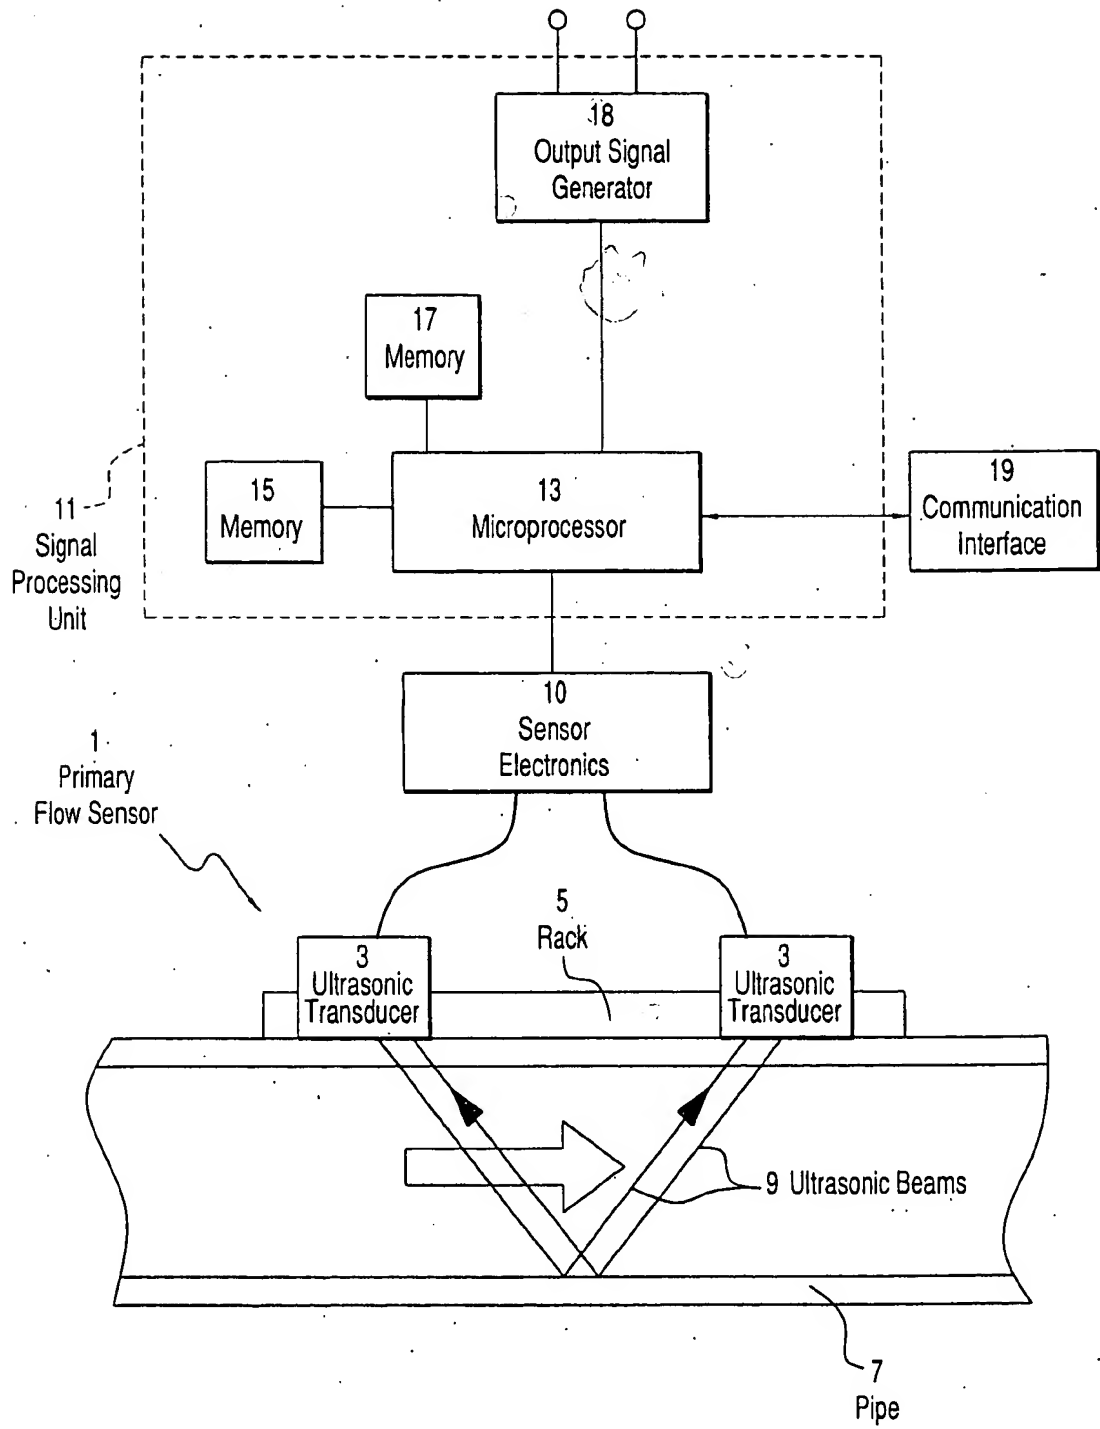 18
Output Signal
Generator
17
Memory
15
Memory
13
Microprocessor
19
Communication
Interface
11
Signal
Processing
Unit
10
Sensor
Electronics
1
Primary
Flow Sensor
5
Rack
3
Ultrasonic
Transducer
3
Ultrasonic
Transducer
9 Ultrasonic Beams
7
Pipe